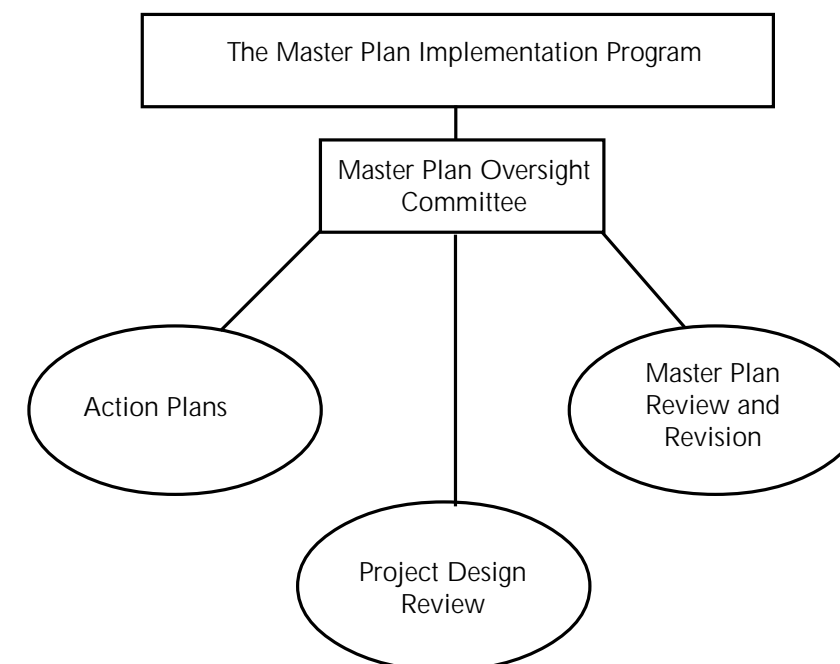 The Master Plan Implementation Program
Master Plan Oversight
Committee
Action Plans
Master Plan
Review and
Revision
Project Design
Review